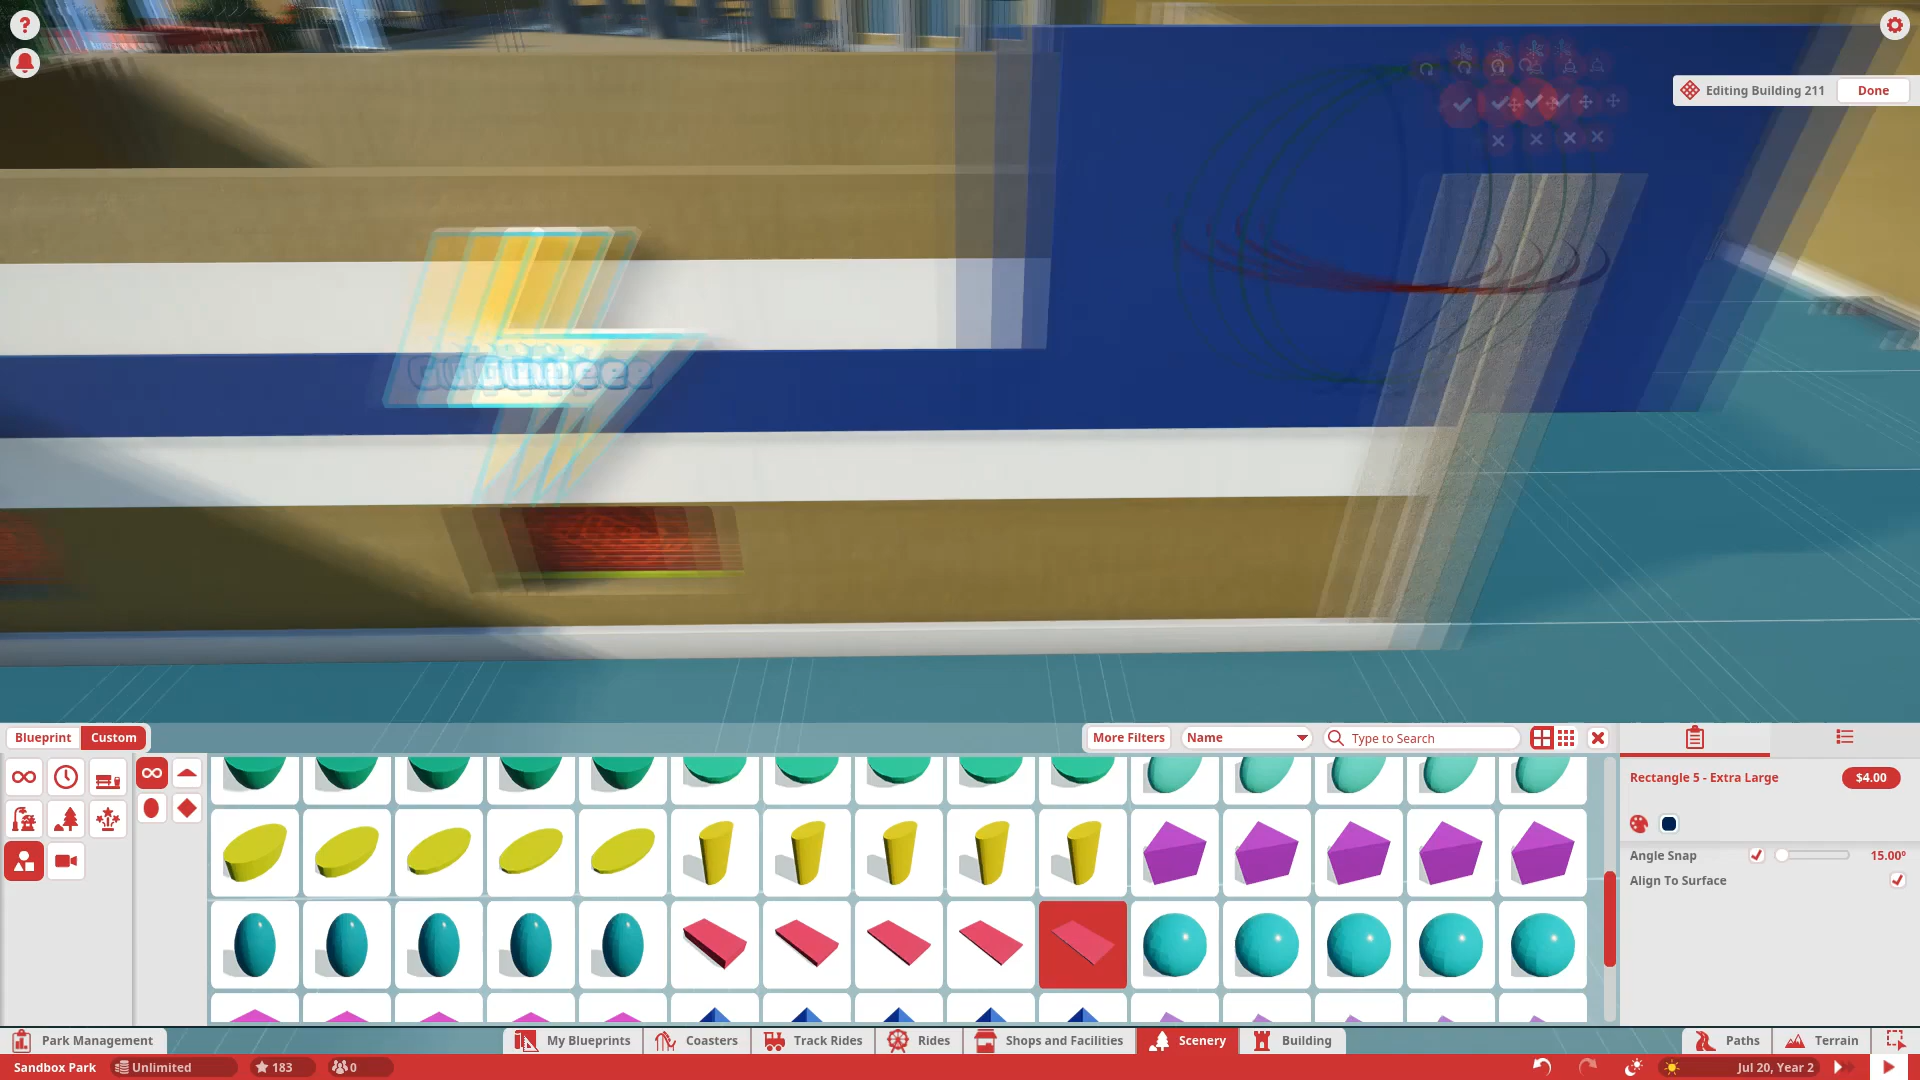 ?
Editing Building 211
Done
Blueprint
Custom
More Filters
Name
Type to Search
Rectangle 5 - Extra Large
$4.00
Angle Snap
15.00º
Align To Surface
Park Management
My Blueprints
Coasters
Track Rides
Rides
Shops and Facilities
Scenery
Building
Paths
Terrain
Sandbox Park
Unlimited
183
0
Jul 20, Year 2